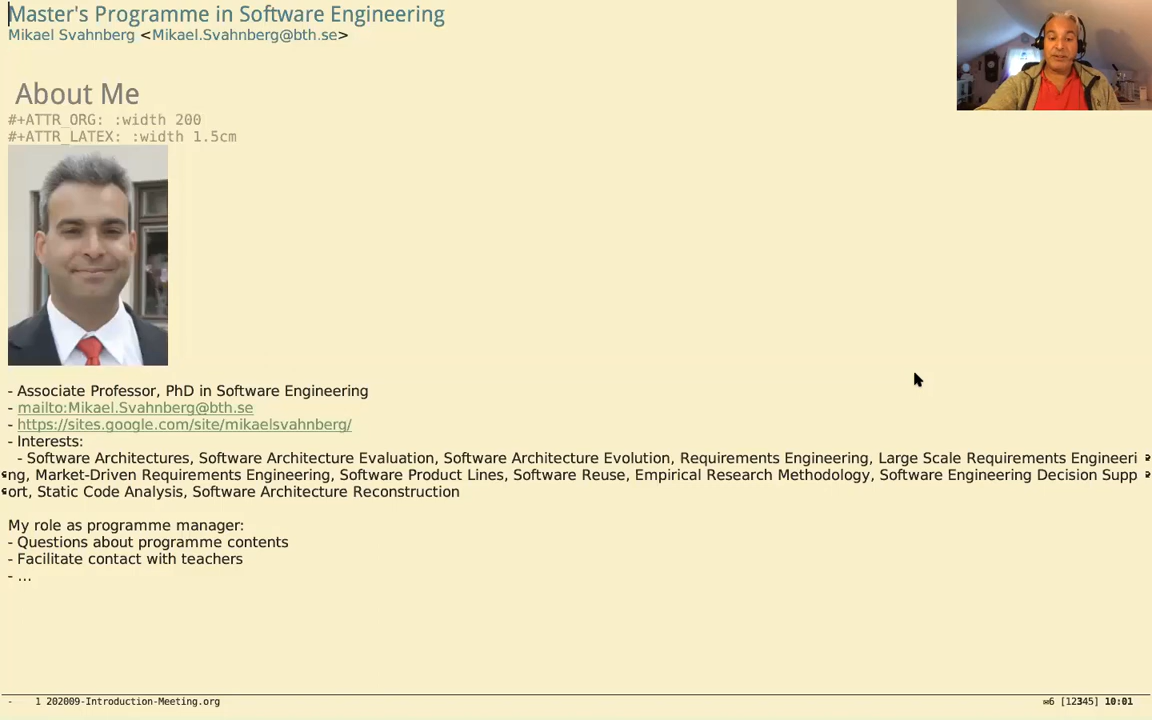 Master's Programme in Software Engineering
Mikael Svahnberg <Mikael.Svahnberg@bth.se>
About Me
#+ATTR_ORG: :width 200
#+ATTR_LATEX: :width 1.5cm
- Associate Professor, PhD in Software Engineering
- mailto:Mikael.Svahnberg@bth.se
- https://sites.google.com/site/mikaelsvahnberg/
- Interests:
- Software Architectures, Software Architecture Evaluation, Software Architecture Evolution, Requirements Engineering, Large Scale Requirements Engineeri
ng, Market-Driven Requirements Engineering, Software Product Lines, Software Reuse, Empirical Research Methodology, Software Engineering Decision Supp
ort, Static Code Analysis, Software Architecture Reconstruction
My role as programme manager:
- Questions about programme contents
- Facilitate contact with teachers
- ...
- 1 202009-Introduction-Meeting.org
✉6 [12345] 10:01